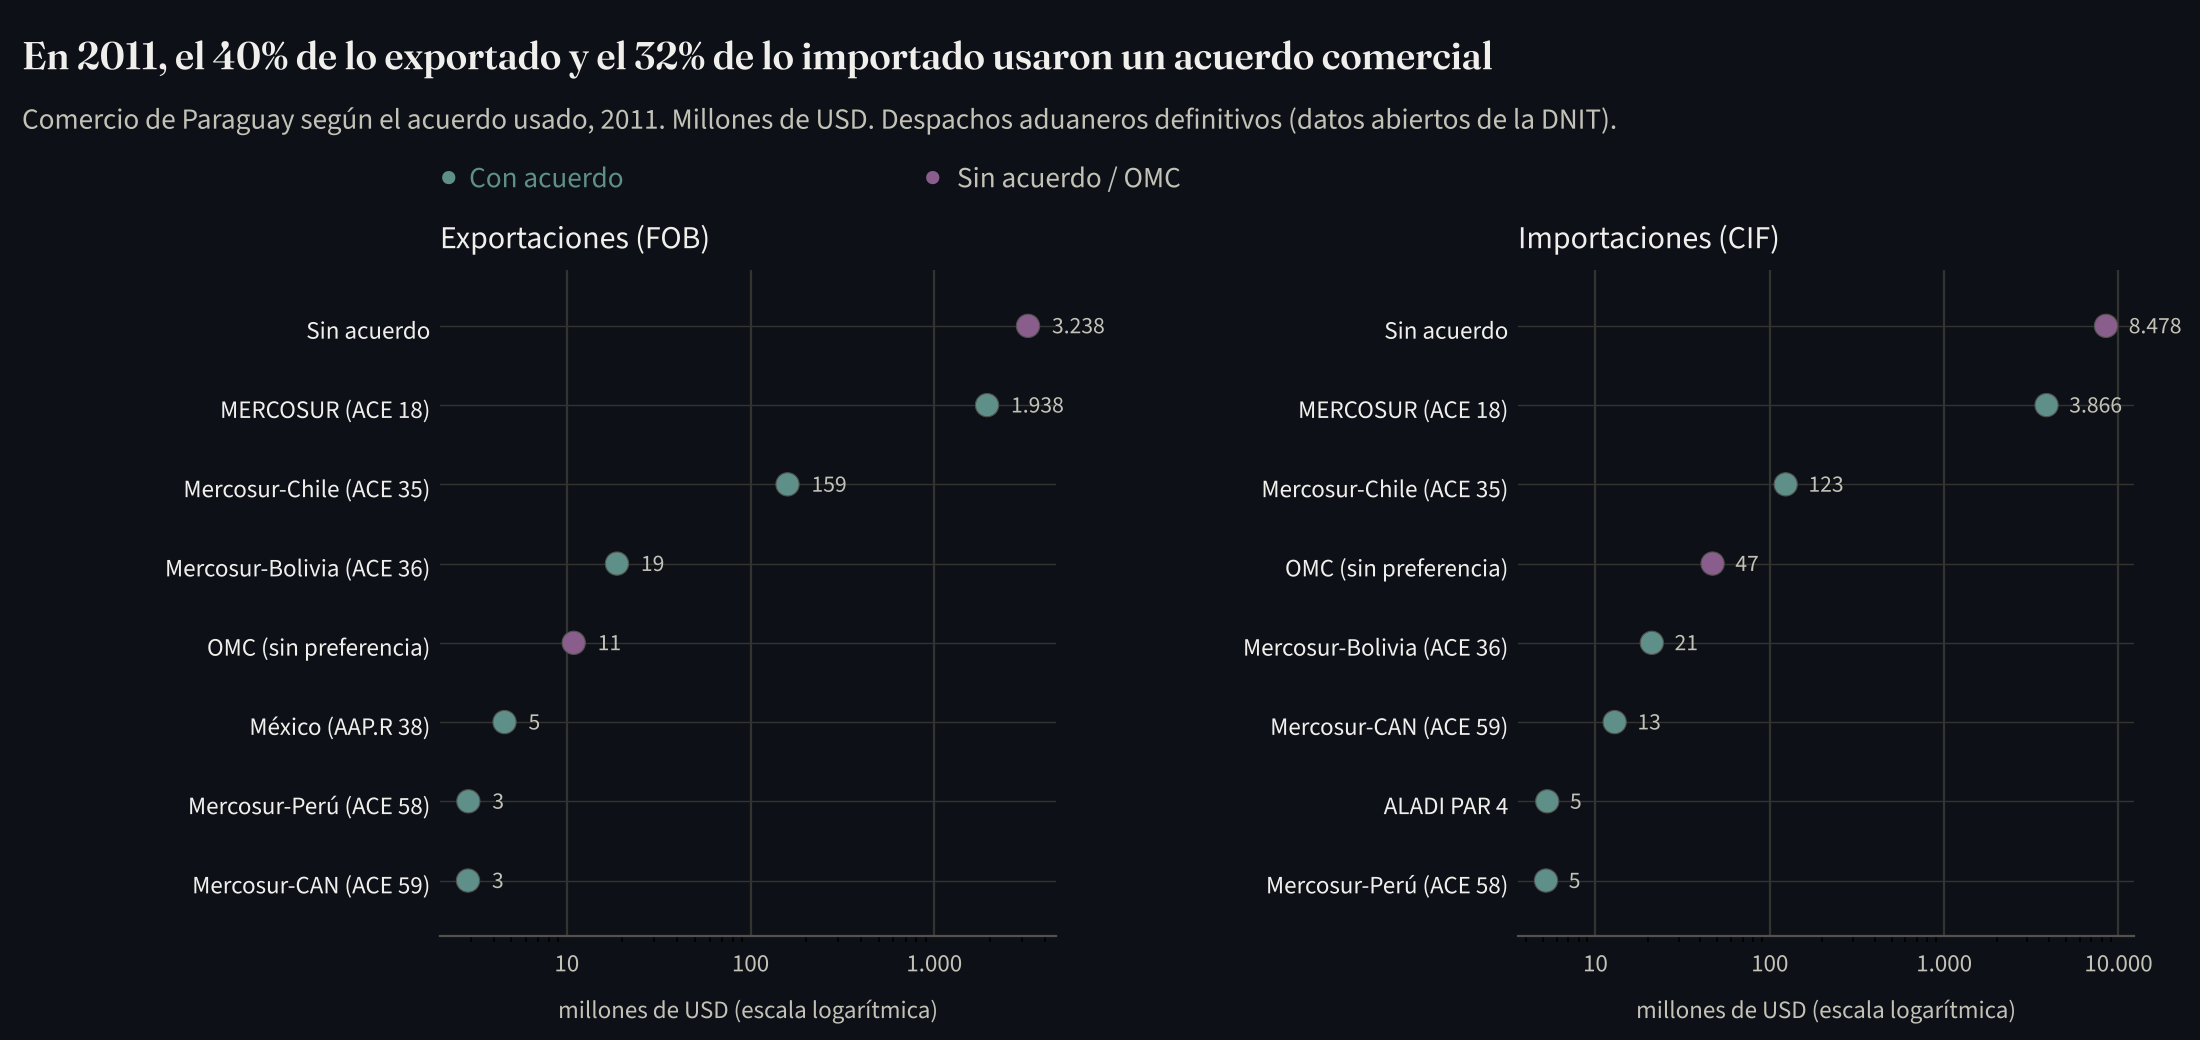 En 2011, el 40% de lo exportado y el 32% de lo importado usaron un acuerdo comercial
Comercio de Paraguay según el acuerdo usado, 2011. Millones de USD. Despachos aduaneros definitivos (datos abiertos de la DNIT).
Con acuerdo
Sin acuerdo / OMC
Exportaciones (FOB)
Sin acuerdo 3.238
MERCOSUR (ACE 18) 1.938
Mercosur-Chile (ACE 35) 159
Mercosur-Bolivia (ACE 36) 19
OMC (sin preferencia) 11
México (AAP.R 38) 5
Mercosur-Perú (ACE 58) 3
Mercosur-CAN (ACE 59) 3
10 100 1.000
millones de USD (escala logarítmica)
Importaciones (CIF)
Sin acuerdo 8.478
MERCOSUR (ACE 18) 3.866
Mercosur-Chile (ACE 35) 123
OMC (sin preferencia) 47
Mercosur-Bolivia (ACE 36) 21
Mercosur-CAN (ACE 59) 13
ALADI PAR 4 5
Mercosur-Perú (ACE 58) 5
10 100 1.000 10.000
millones de USD (escala logarítmica)